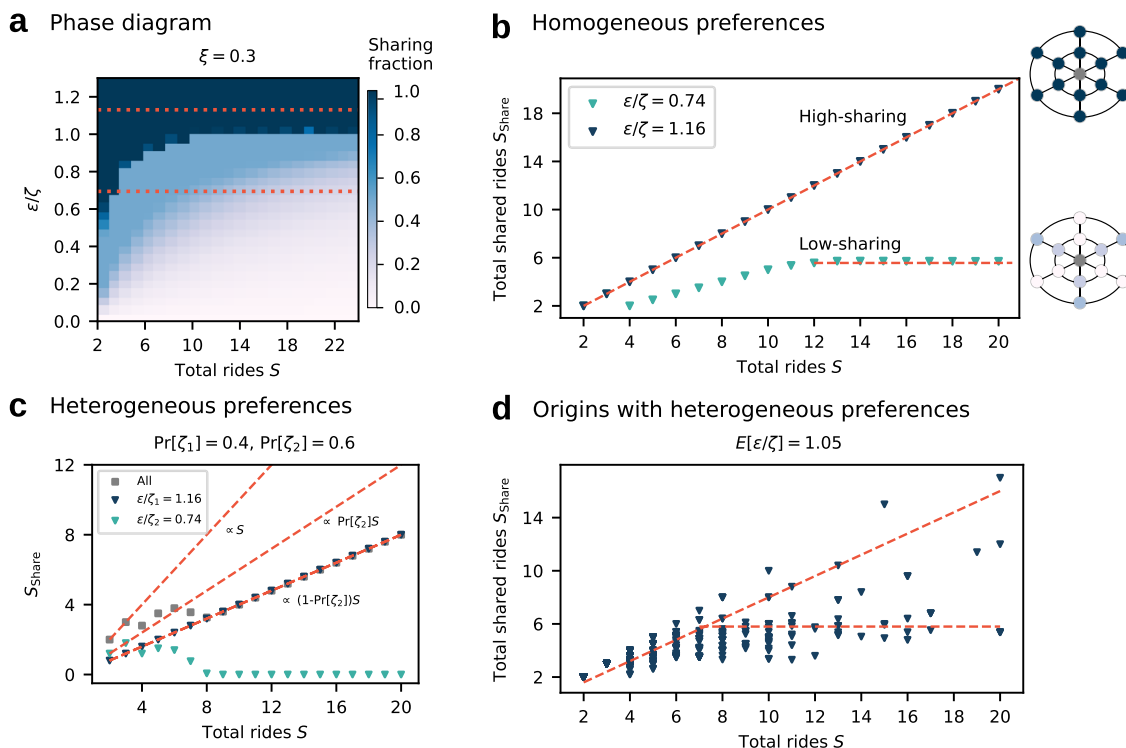 a Phase diagram
ξ = 0.3
Sharing
fraction
1.2
1.0
0.8
0.6
0.4
0.2
0.0
ε/ζ
2 6 10 14 18 22
Total rides S
1.0
0.8
0.6
0.4
0.2
0.0
b Homogeneous preferences
ε/ζ = 0.74
ε/ζ = 1.16
High-sharing
Low-sharing
18
14
10
6
2
Total shared rides S_Share
2 4 6 8 10 12 14 16 18 20
Total rides S
c Heterogeneous preferences
Pr[ζ₁] = 0.4, Pr[ζ₂] = 0.6
All
ε/ζ₁ = 1.16
ε/ζ₂ = 0.74
∝ S
∝ Pr[ζ₂]S
∝ (1-Pr[ζ₂])S
12
8
4
0
S_Share
4 8 12 16 20
Total rides S
d Origins with heterogeneous preferences
E[ε/ζ] = 1.05
14
10
6
2
Total shared rides S_Share
2 4 6 8 10 12 14 16 18 20
Total rides S